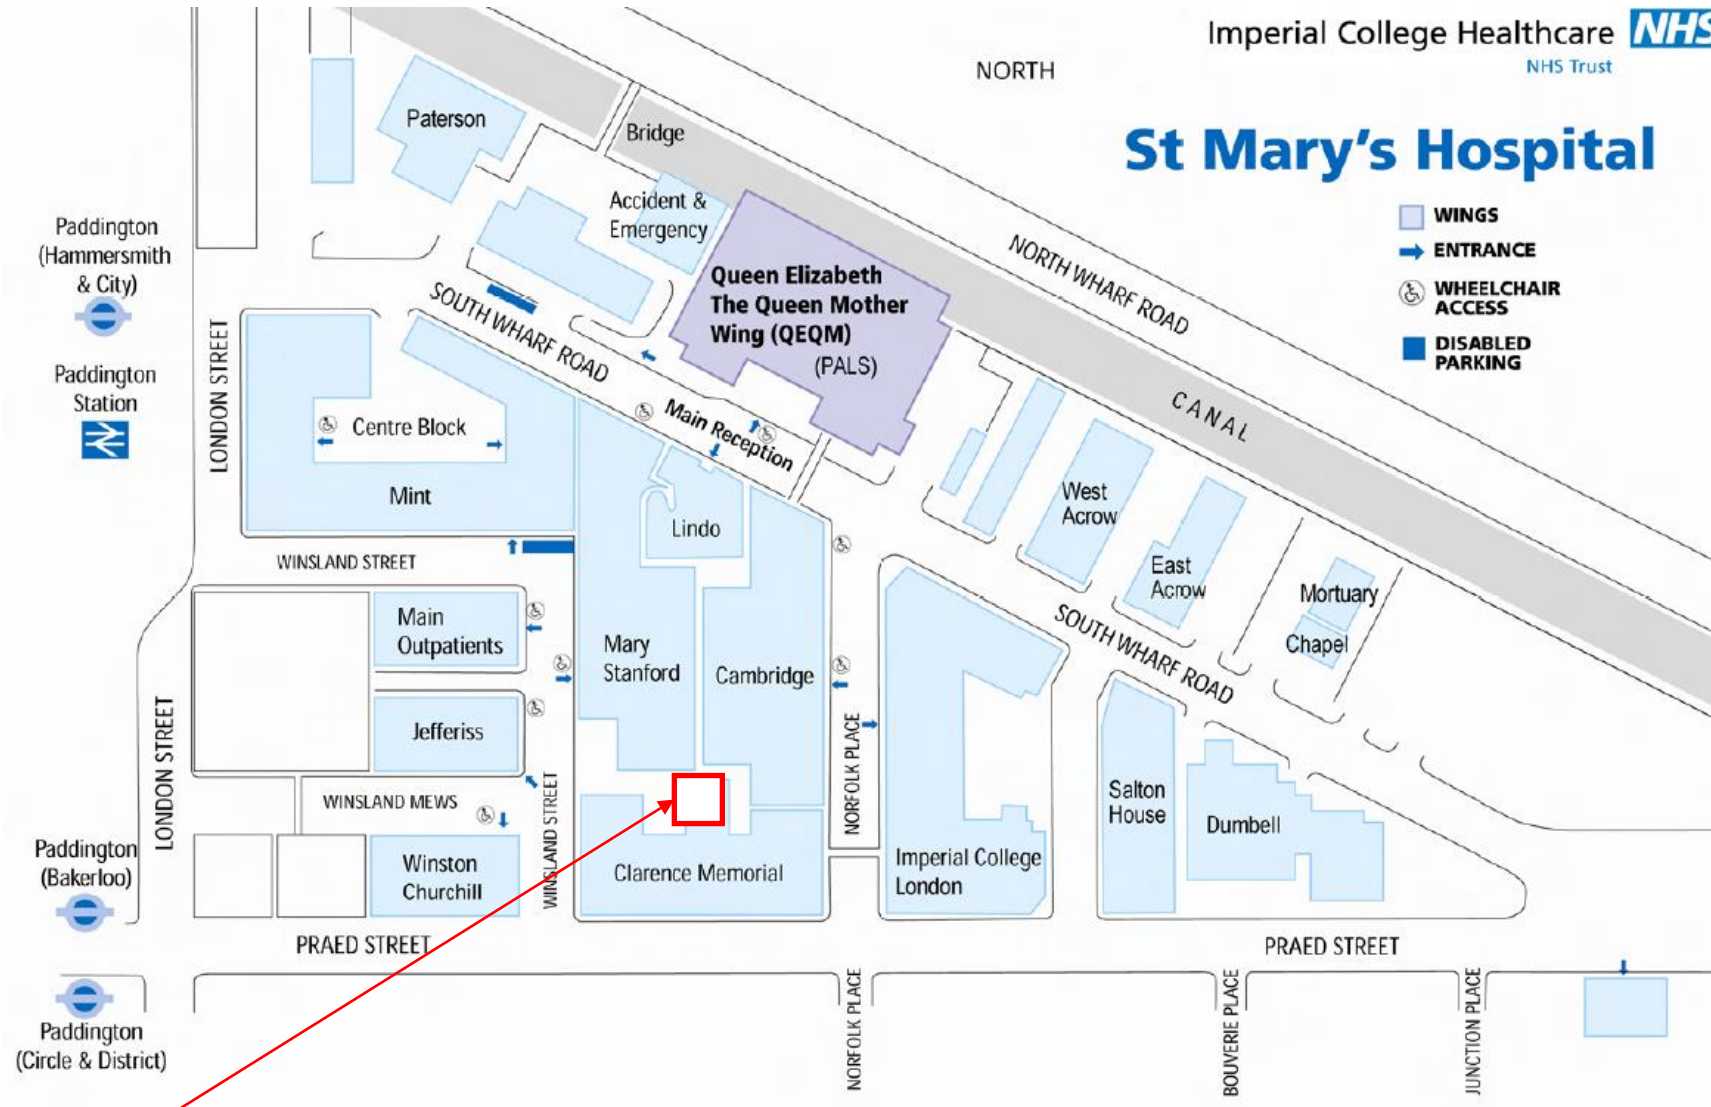 Imperial College Healthcare NHS
NHS Trust
NORTH
St Mary's Hospital
WINGS
ENTRANCE
WHEELCHAIR
ACCESS
DISABLED
PARKING
Paterson
Bridge
Accident &
Emergency
Queen Elizabeth
The Queen Mother
Wing (QEQM)
(PALS)
NORTH WHARF ROAD
CANAL
Paddington
(Hammersmith
& City)
Paddington
Station
LONDON STREET
SOUTH WHARF ROAD
Main Reception
Centre Block
Mint
Lindo
West
Acrow
East
Acrow
Mortuary
Chapel
WINSLAND STREET
Main
Outpatients
Mary
Stanford
Cambridge
SOUTH WHARF ROAD
Jefferiss
LONDON STREET
WINSLAND MEWS
WINSLAND STREET
NORFOLK PLACE
Salton
House
Dumbell
Paddington
(Bakerloo)
Winston
Churchill
Clarence Memorial
Imperial College
London
PRAED STREET
PRAED STREET
Paddington
(Circle & District)
NORFOLK PLACE
BOUVERIE PLACE
JUNCTION PLACE